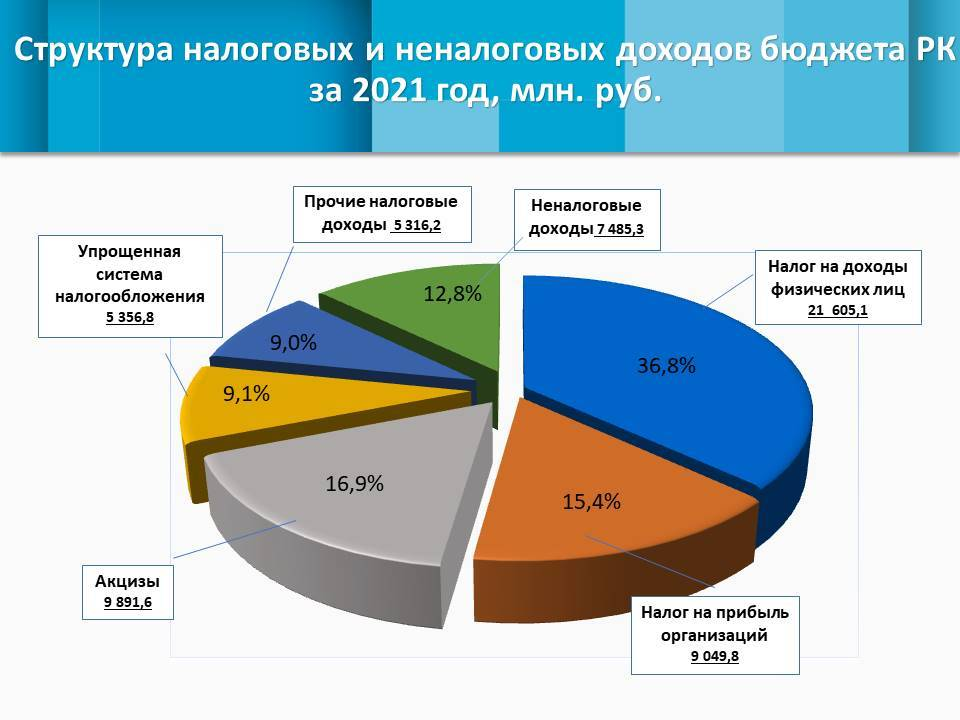 Структура налоговых и неналоговых доходов бюджета РК
за 2021 год, млн. руб.
Прочие налоговые
доходы 5 316,2
Неналоговые
доходы 7 485,3
Упрощенная
система
налогообложения
5 356,8
Налог на доходы
физических лиц
21 605,1
12,8%
9,0%
36,8%
9,1%
16,9%
15,4%
Акцизы
9 891,6
Налог на прибыль
организаций
9 049,8